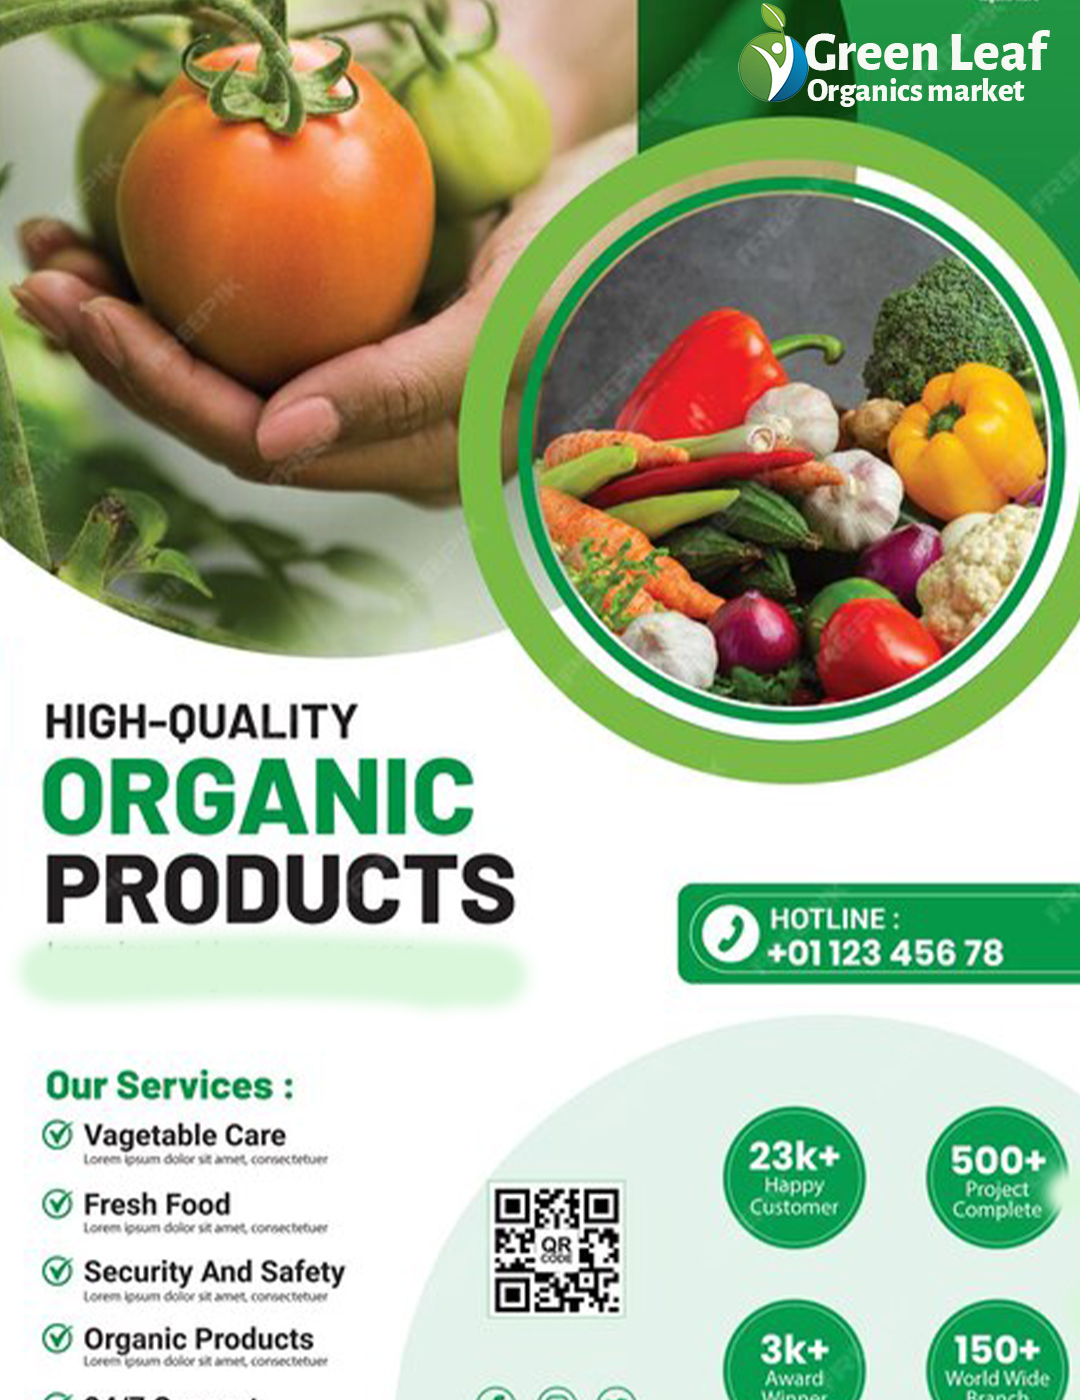 Green Leaf
Organics market
HIGH-QUALITY
ORGANIC
PRODUCTS
HOTLINE :
+01 123 456 78
Our Services :
Vagetable Care
Lorem ipsum dolor sit amet, consectetuer
Fresh Food
Lorem ipsum dolor sit amet, consectetuer
Security And Safety
Lorem ipsum dolor sit amet, consectetuer
Organic Products
Lorem ipsum dolor sit amet, consectetuer
QR
CODE
23k+
Happy
Customer
500+
Project
Complete
3k+
Award
Winner
150+
World Wide
Branch
FREEPIK